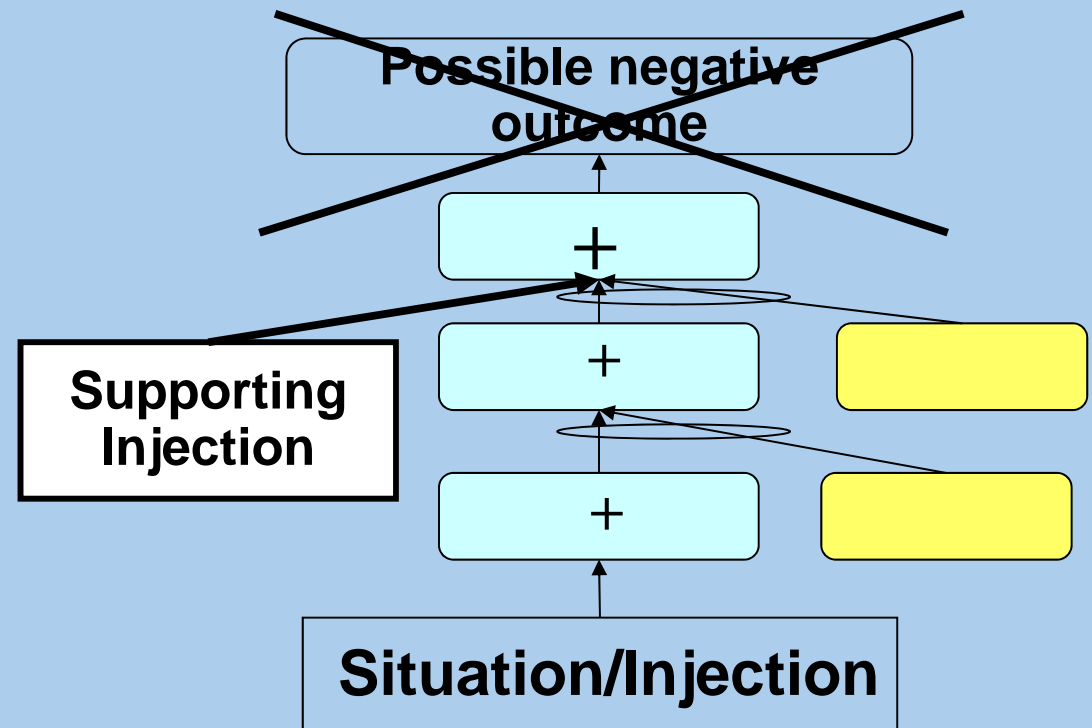 Possible negative
outcome
+
+
Supporting
Injection
+
Situation/Injection